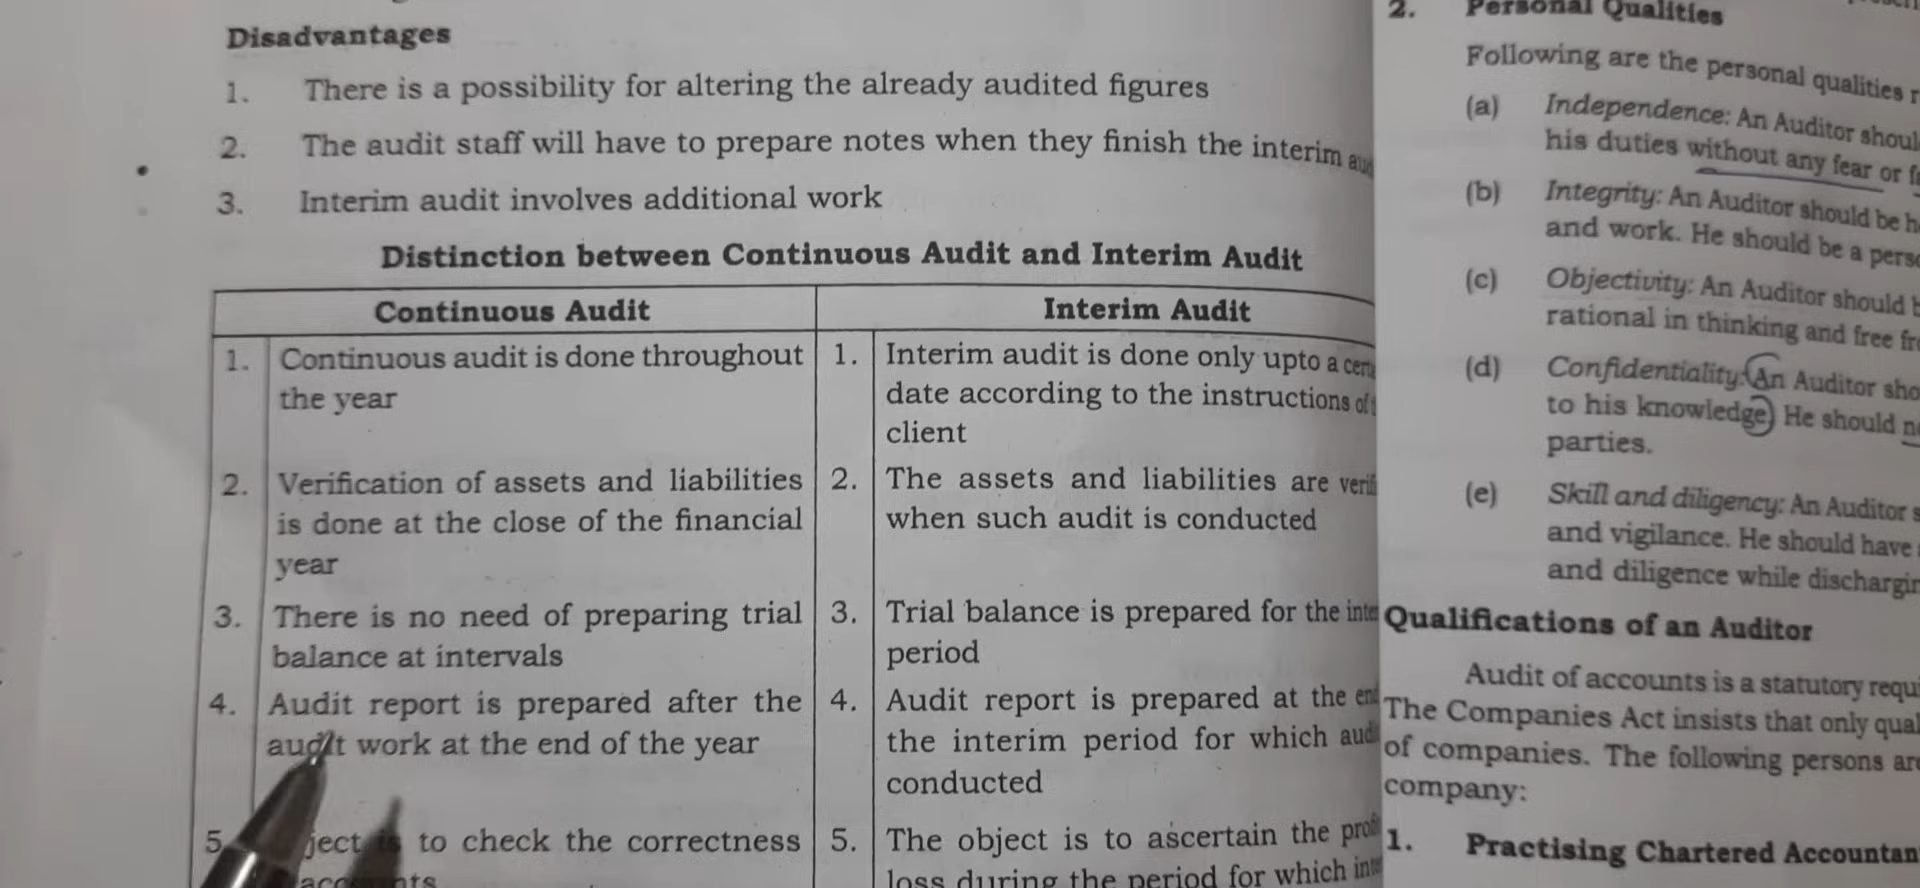 Disadvantages
1. There is a possibility for altering the already audited figures
2. The audit staff will have to prepare notes when they finish the interim
3. Interim audit involves additional work
Distinction between Continuous Audit and Interim Audit
Continuous Audit
1. Continuous audit is done throughout
the year
2. Verification of assets and liabilities
is done at the close of the financial
year
3. There is no need of preparing trial
balance at intervals
4. Audit report is prepared after the
audit work at the end of the year
5. to check the correctness
Interim Audit
1. Interim audit is done only upto a
date according to the instructions of
client
2. The assets and liabilities are
when such audit is conducted
3. Trial balance is prepared for the
period
4. Audit report is prepared at the
the interim period for which
conducted
5. The object is to ascertain the
loss during the period for which
2. Personal Qualities
Following are the personal qualities
(a) Independence: An Auditor
his duties without any fear or
(b) Integrity: An Auditor should be
and work. He should be a
(c) Objectivity: An Auditor should
rational in thinking and free
(d) Confidentiality: An Auditor
to his knowledge) He should
parties.
(e) Skill and diligency: An Auditor
and vigilance. He should have
and diligence while
Qualifications of an Auditor
Audit of accounts is a statutory
The Companies Act insists that only
of companies. The following persons
company:
1. Practising Chartered